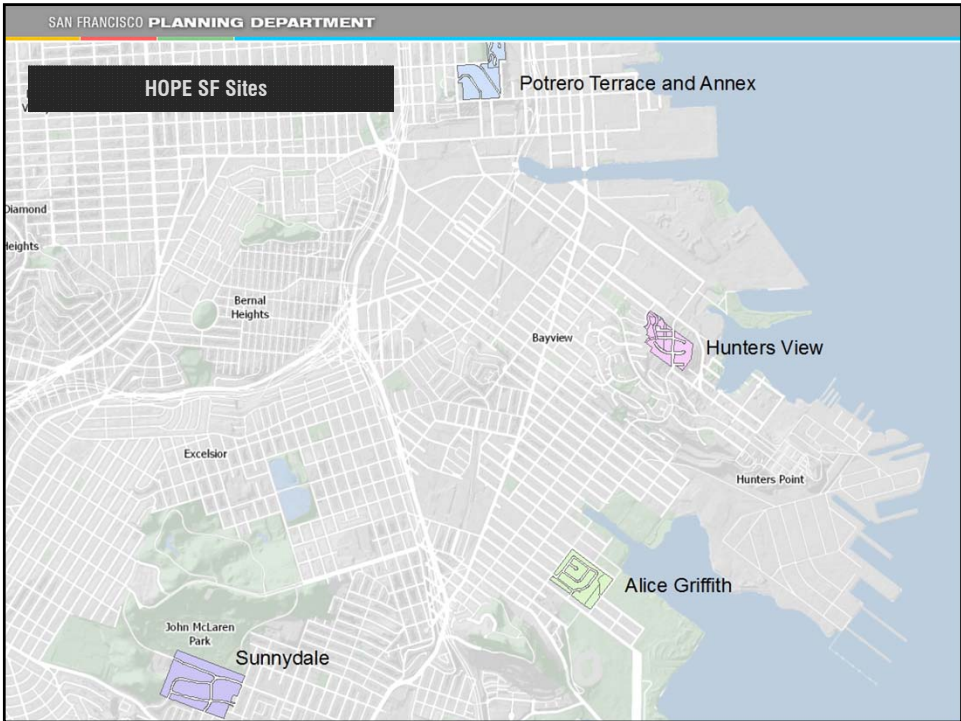 SAN FRANCISCO PLANNING DEPARTMENT
HOPE SF Sites
Potrero Terrace and Annex
Diamond
Heights
Bernal
Heights
Bayview
Hunters View
Excelsior
Hunters Point
Alice Griffith
John McLaren
Park
Sunnydale